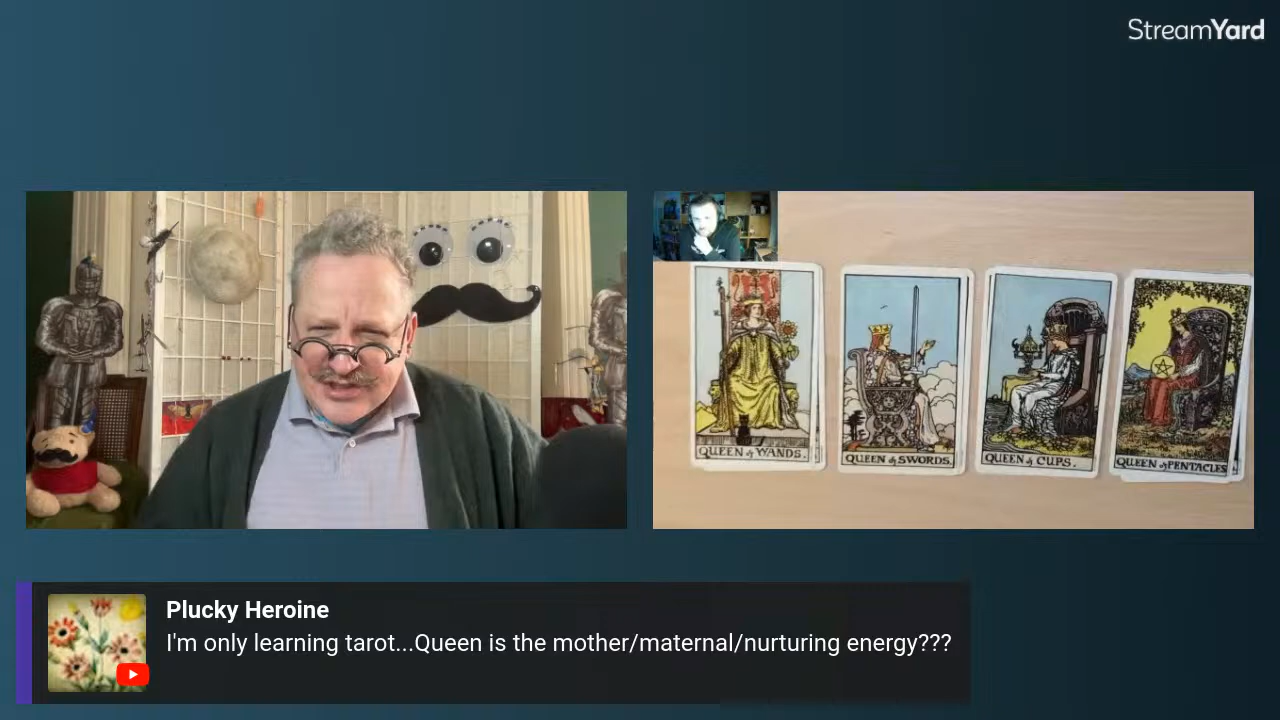 StreamYard
QUEEN of WANDS.
QUEEN of SWORDS.
QUEEN of CUPS.
QUEEN of PENTACLES
Plucky Heroine
I'm only learning tarot...Queen is the mother/maternal/nurturing energy???